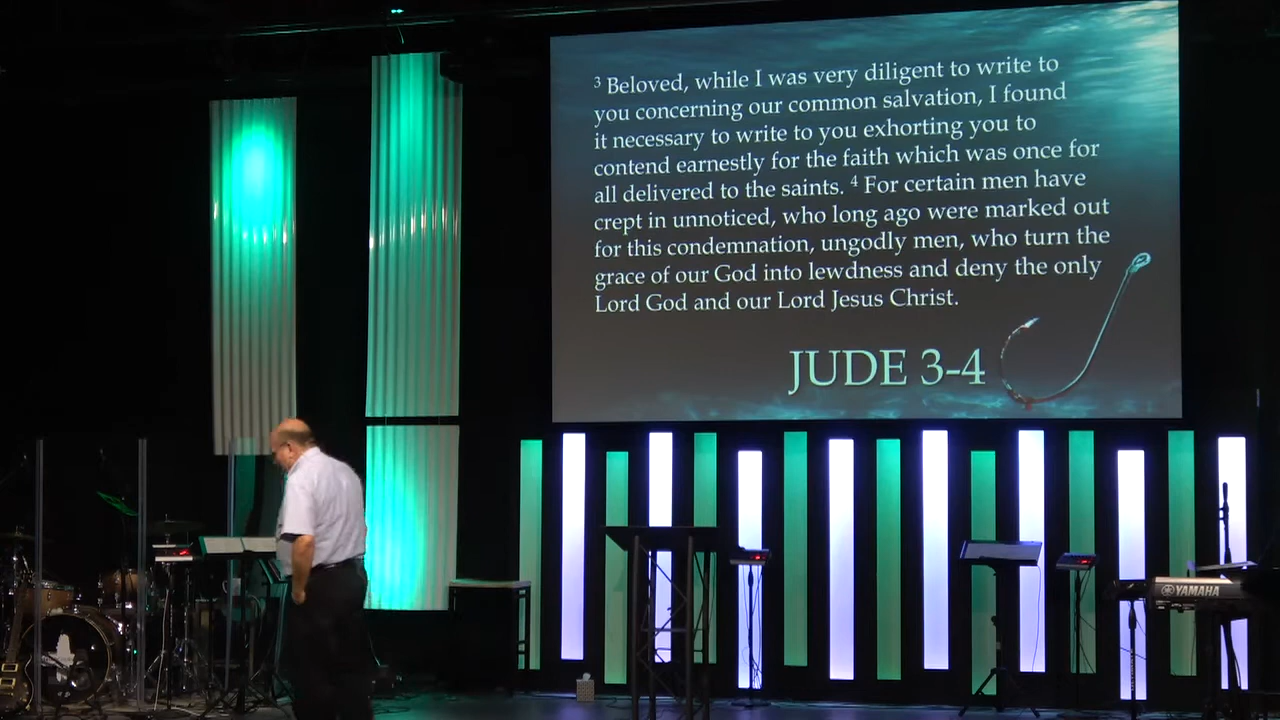 3 Beloved, while I was very diligent to write to
you concerning our common salvation, I found
it necessary to write to you exhorting you to
contend earnestly for the faith which was once for
all delivered to the saints. 4 For certain men have
crept in unnoticed, who long ago were marked out
for this condemnation, ungodly men, who turn the
grace of our God into lewdness and deny the only
Lord God and our Lord Jesus Christ.
JUDE 3-4
YAMAHA